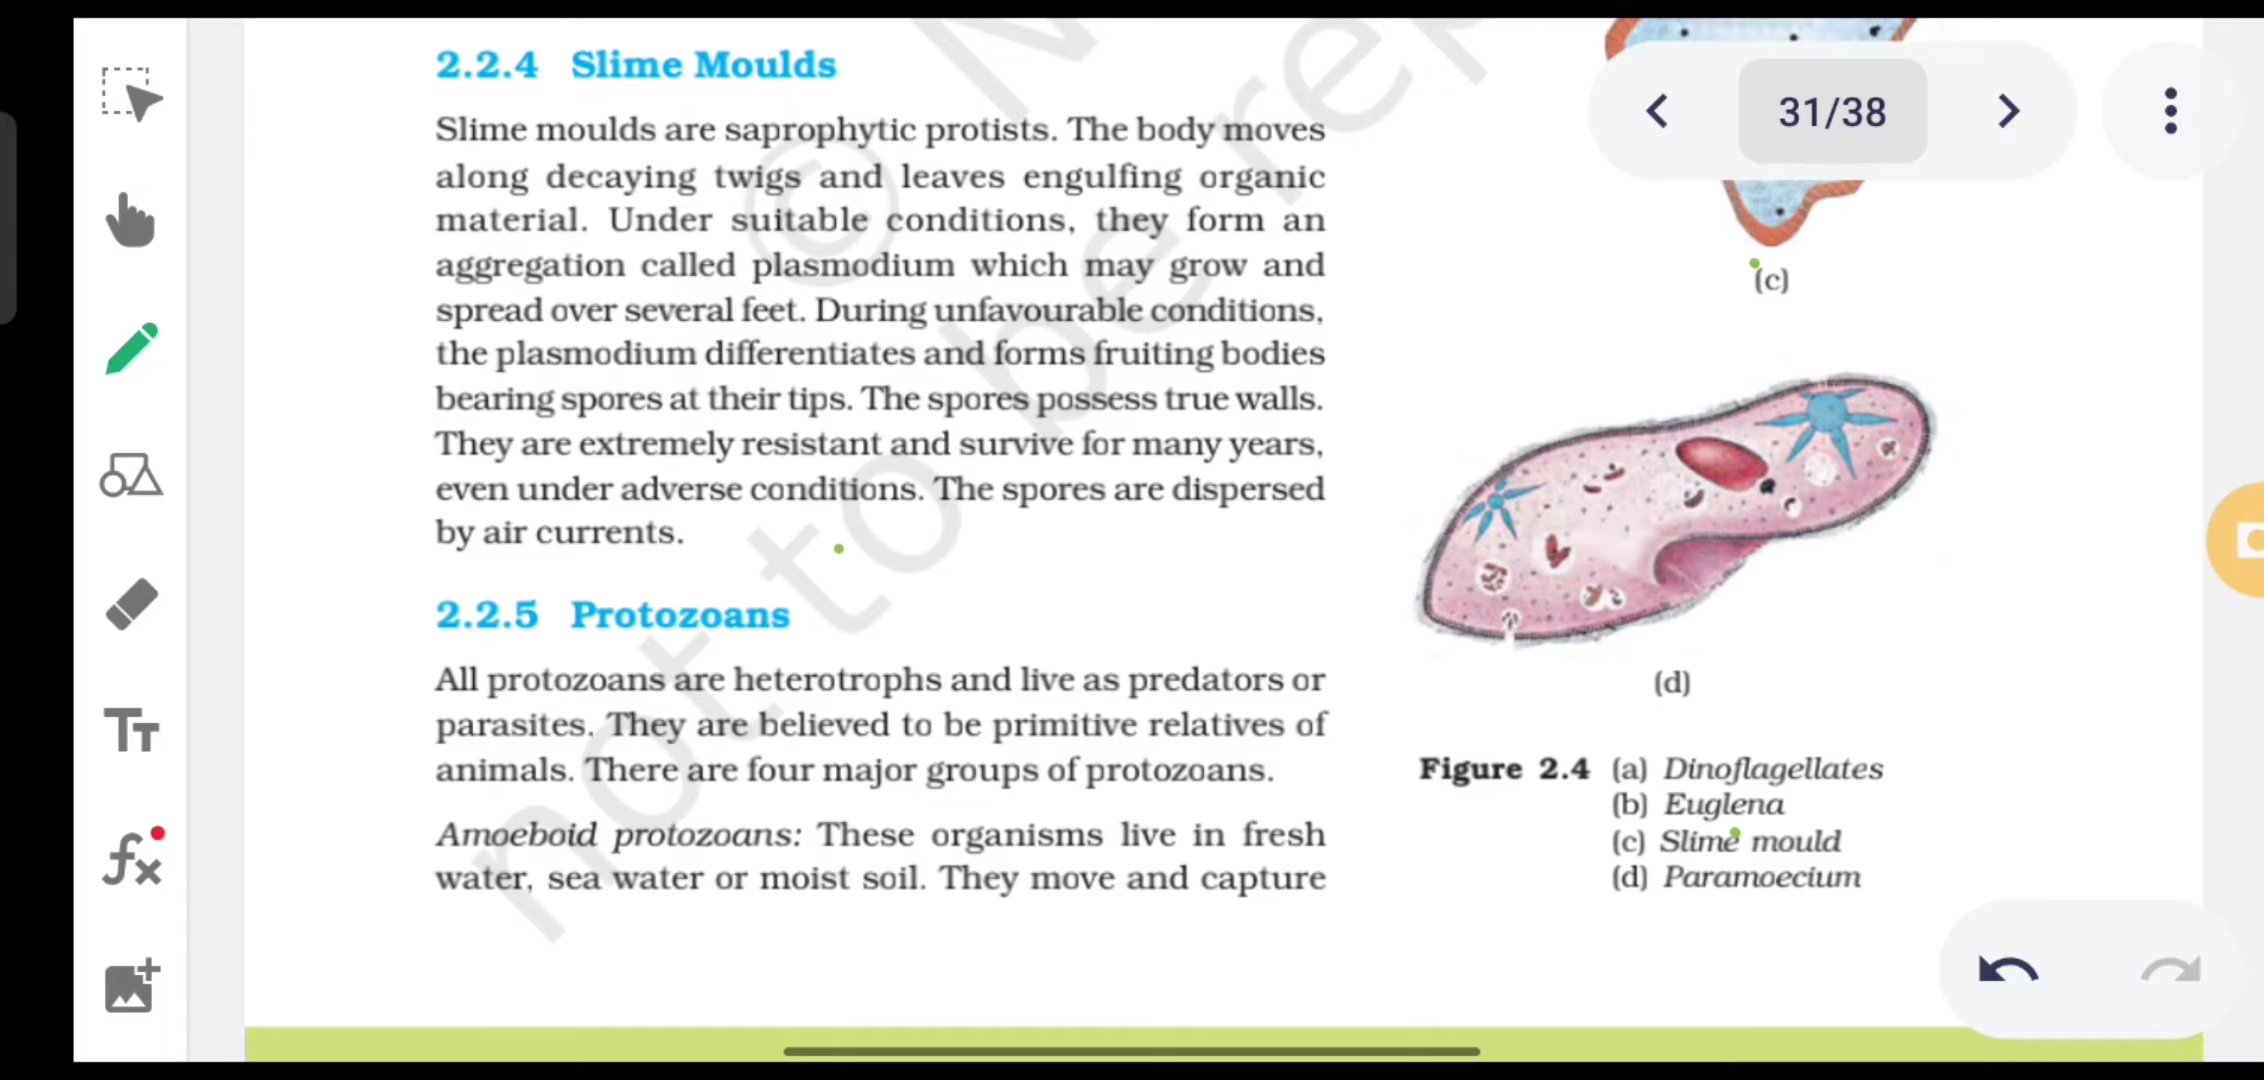 2.2.4 Slime Moulds
Slime moulds are saprophytic protists. The body moves
along decaying twigs and leaves engulfing organic
material. Under suitable conditions, they form an
aggregation called plasmodium which may grow and
spread over several feet. During unfavourable conditions,
the plasmodium differentiates and forms fruiting bodies
bearing spores at their tips. The spores possess true walls.
They are extremely resistant and survive for many years,
even under adverse conditions. The spores are dispersed
by air currents.
2.2.5 Protozoans
All protozoans are heterotrophs and live as predators or
parasites. They are believed to be primitive relatives of
animals. There are four major groups of protozoans.
Amoeboid protozoans: These organisms live in fresh
water, sea water or moist soil. They move and capture
31/38
(c)
(d)
Figure 2.4 (a) Dinoflagellates
(b) Euglena
(c) Slime mould
(d) Paramoecium
not to be rep
©
Tт
fx